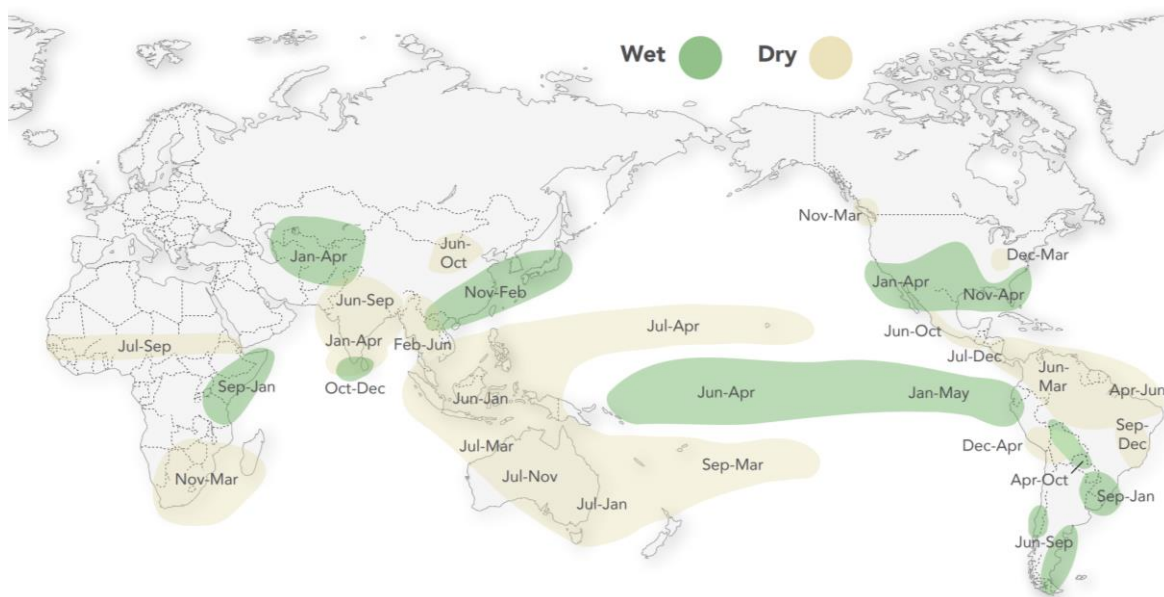 Wet
Dry
Nov-Mar
Jun-
Oct
Dec-Mar
Jan-Apr
Jan-Apr
Nov-Feb
Nov-Apr
Jun-Sep
Jul-Apr
Jun-Oct
Jul-Sep
Jan-Apr
Feb-Jun
Jul-Dec
Jun-
Mar
Sep-Jan
Oct-Dec
Jun-Jan
Jun-Apr
Jan-May
Apr-Jun
Sep-
Dec
Jul-Mar
Dec-Apr
Nov-Mar
Jul-Nov
Sep-Mar
Apr-Oct
Jul-Jan
Sep-Jan
Jun-Sep